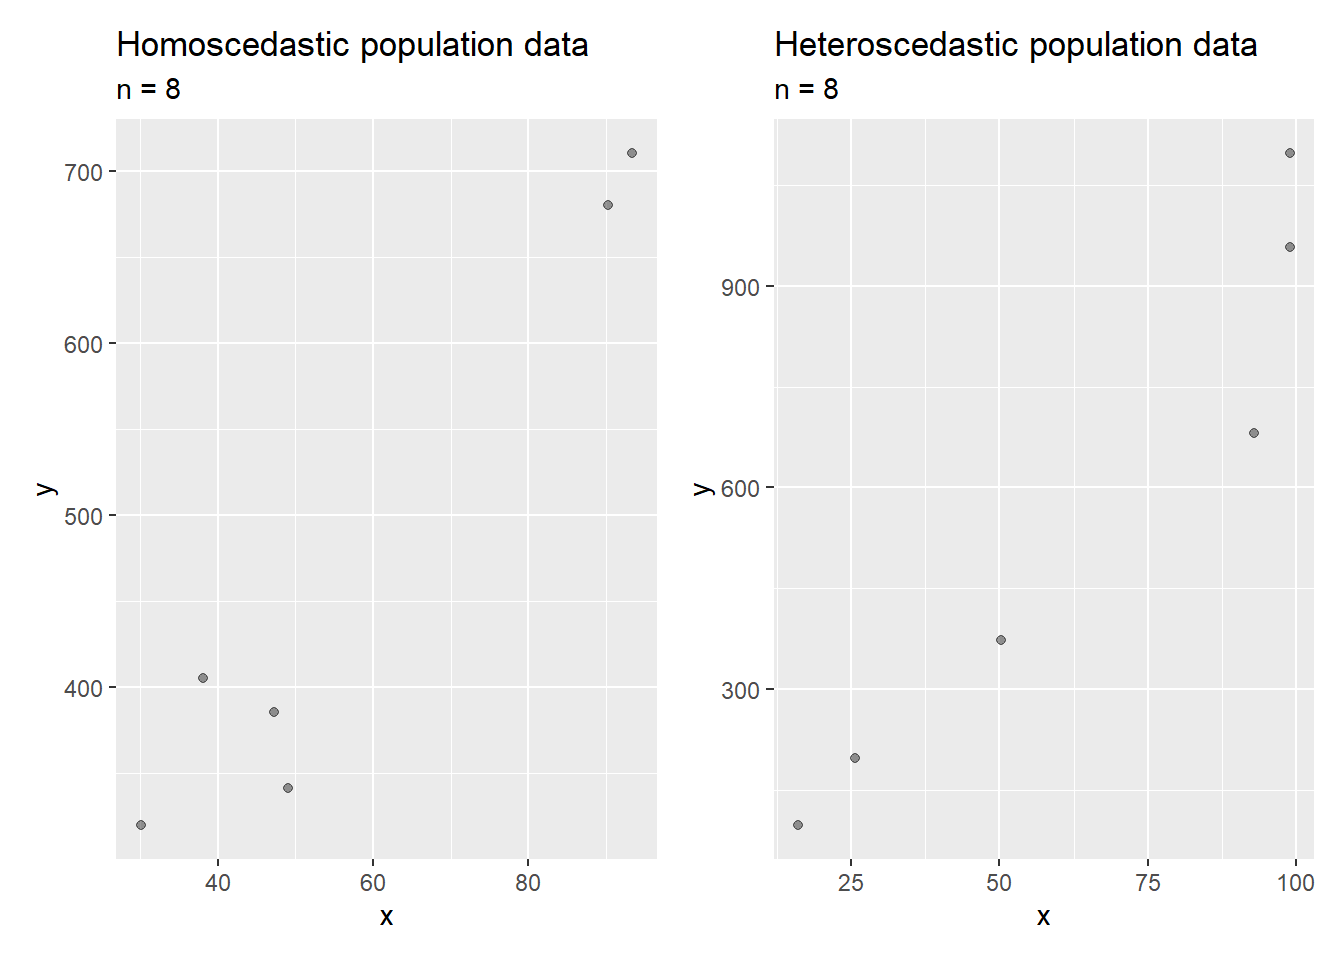 Homoscedastic population data
n = 8
700
600
500
400
y
40 60 80
x
Heteroscedastic population data
n = 8
900
600
300
y
25 50 75 100
x